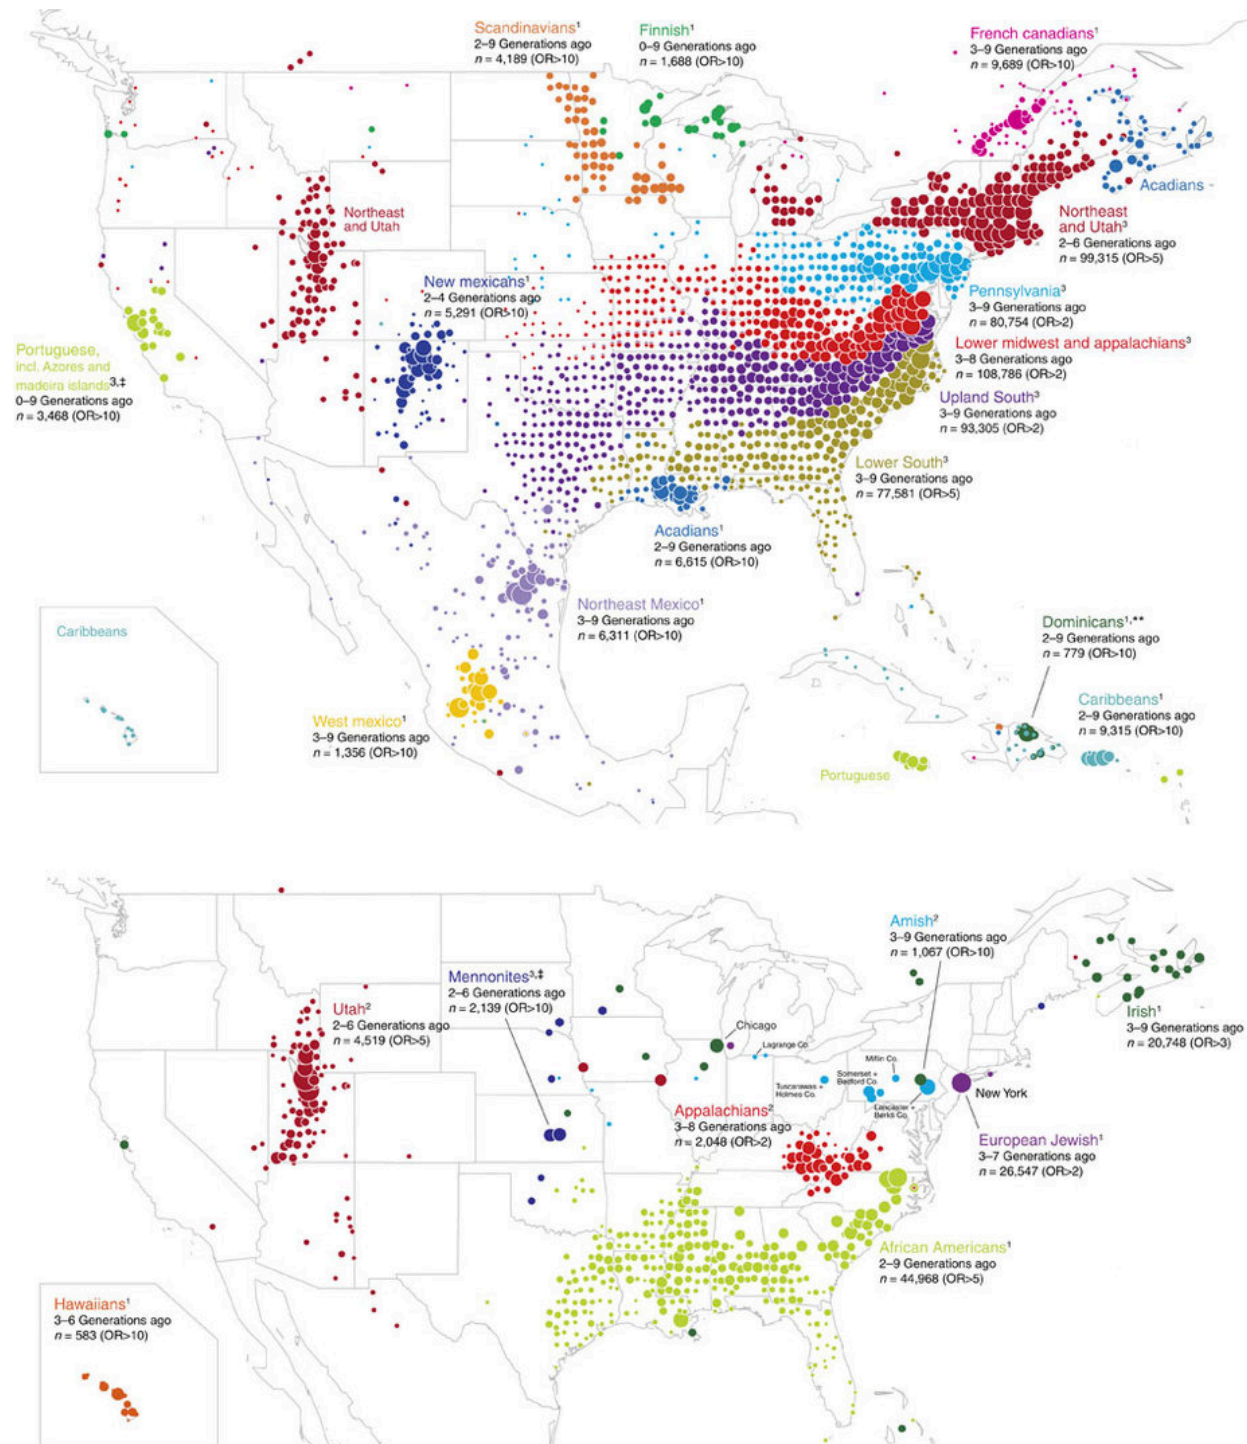 Scandinavians¹
2–9 Generations ago
n = 4,189 (OR>10)
Finnish¹
0–9 Generations ago
n = 1,688 (OR>10)
French canadians¹
3–9 Generations ago
n = 9,689 (OR>10)
Acadians -
Northeast
and Utah
Northeast
and Utah³
2–6 Generations ago
n = 99,315 (OR>5)
New mexicans¹
2–4 Generations ago
n = 5,291 (OR>10)
Pennsylvania³
3–9 Generations ago
n = 80,754 (OR>2)
Portuguese,
incl. Azores and
madeira islands³,‡
0–9 Generations ago
n = 3,468 (OR>10)
Lower midwest and appalachians³
3–8 Generations ago
n = 108,786 (OR>2)
Upland South³
3–9 Generations ago
n = 93,305 (OR>2)
Lower South³
3–9 Generations ago
n = 77,581 (OR>5)
Acadians¹
2–9 Generations ago
n = 6,615 (OR>10)
Northeast Mexico¹
3–9 Generations ago
n = 6,311 (OR>10)
Caribbeans
Dominicans¹,**
2–9 Generations ago
n = 779 (OR>10)
Caribbeans¹
2–9 Generations ago
n = 9,315 (OR>10)
West mexico¹
3–9 Generations ago
n = 1,356 (OR>10)
Portuguese
Amish²
3–9 Generations ago
n = 1,067 (OR>10)
Mennonites³,‡
2–6 Generations ago
n = 2,139 (OR>10)
Utah²
2–6 Generations ago
n = 4,519 (OR>5)
Irish¹
3–9 Generations ago
n = 20,748 (OR>3)
Chicago
Lagrange Co.
Miflin Co.
Somerset +
Bedford Co.
Tuscarawas +
Holmes Co.
Lancaster +
Berks Co.
New York
Appalachians²
3–8 Generations ago
n = 2,048 (OR>2)
European Jewish¹
3–7 Generations ago
n = 26,547 (OR>2)
African Americans¹
2–9 Generations ago
n = 44,968 (OR>5)
Hawaiians¹
3–6 Generations ago
n = 583 (OR>10)